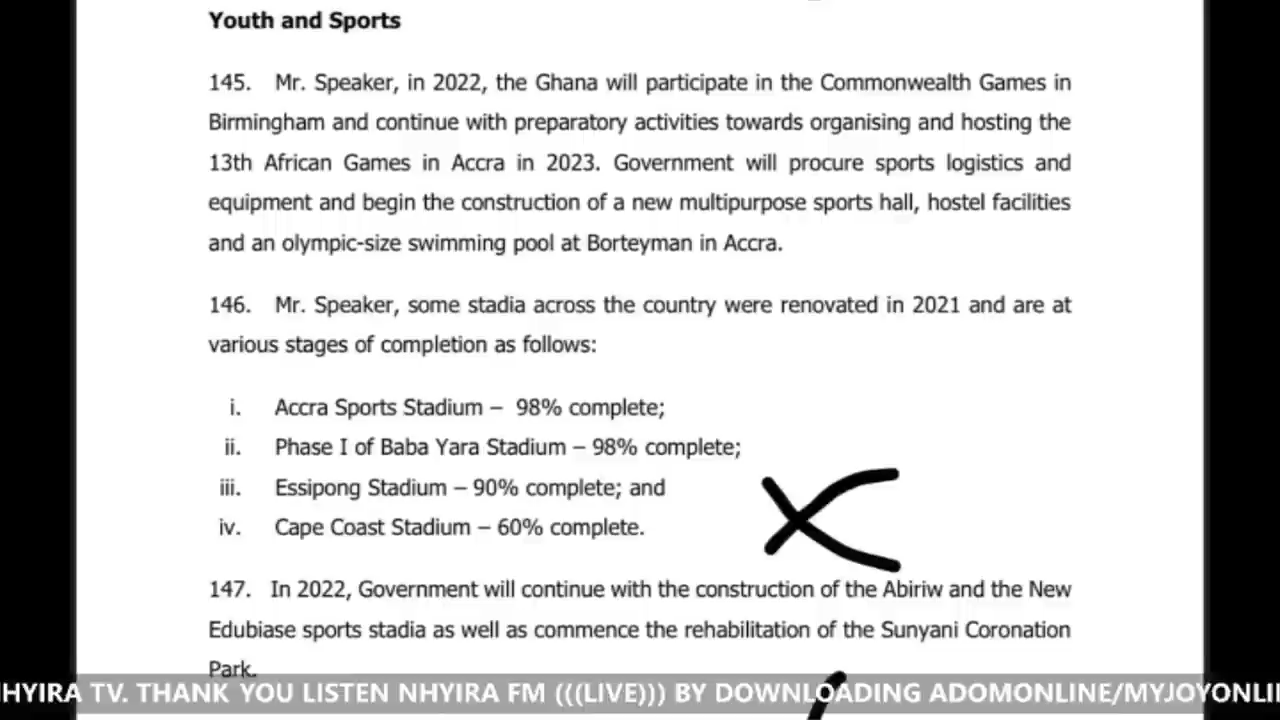 Youth and Sports
145. Mr. Speaker, in 2022, the Ghana will participate in the Commonwealth Games in
Birmingham and continue with preparatory activities towards organising and hosting the
13th African Games in Accra in 2023. Government will procure sports logistics and
equipment and begin the construction of a new multipurpose sports hall, hostel facilities
and an olympic-size swimming pool at Borteyman in Accra.
146. Mr. Speaker, some stadia across the country were renovated in 2021 and are at
various stages of completion as follows:
i. Accra Sports Stadium – 98% complete;
ii. Phase I of Baba Yara Stadium – 98% complete;
iii. Essipong Stadium – 90% complete; and
iv. Cape Coast Stadium – 60% complete.
147. In 2022, Government will continue with the construction of the Abiriw and the New
Edubiase sports stadia as well as commence the rehabilitation of the Sunyani Coronation
Park.
NHYIRA TV. THANK YOU LISTEN NHYIRA FM (((LIVE))) BY DOWNLOADING ADOMONLINE/MYJOYONLI